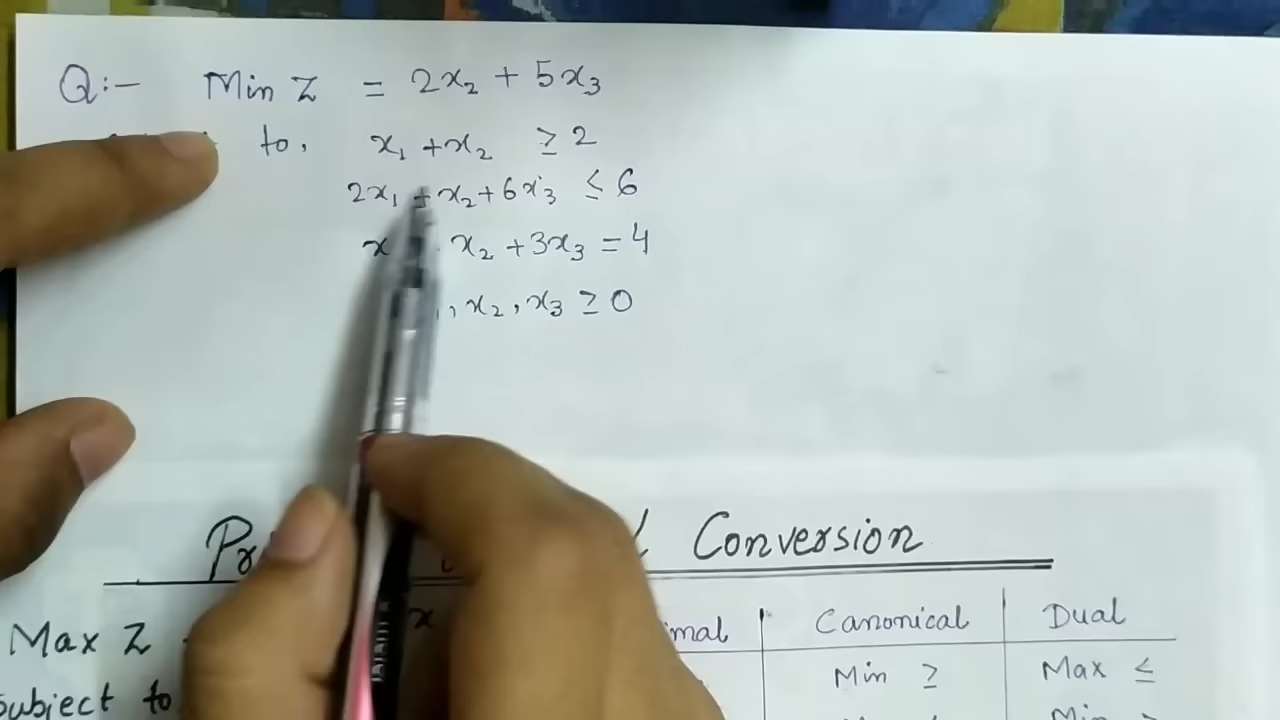 Q:- Min Z = 2x₂ + 5x₃
to, x₁ + x₂ ≥ 2
2x₁ + x₂ + 6x₃ ≤ 6
x x₂ + 3x₃ = 4
, x₂, x₃ ≥ 0
Conversion
Max Z
Canonical Dual
Min ≥ Max ≤
subject to